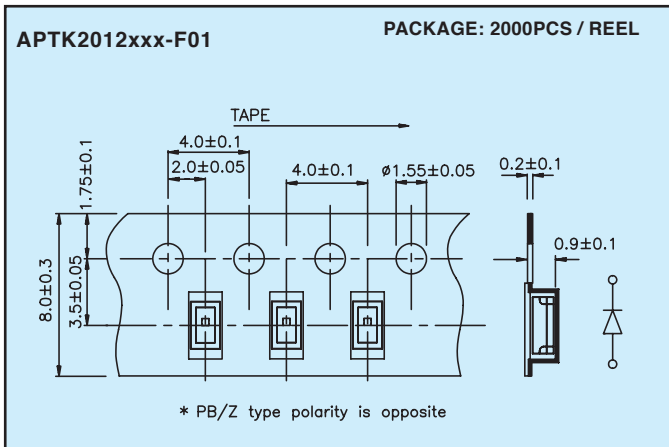 APTK2012xxx-F01
PACKAGE: 2000PCS / REEL
TAPE
4.0±0.1
2.0±0.05
4.0±0.1
ø1.55±0.05
0.2±0.1
1.75±0.1
0.9±0.1
8.0±0.3
3.5±0.05
* PB/Z type polarity is opposite